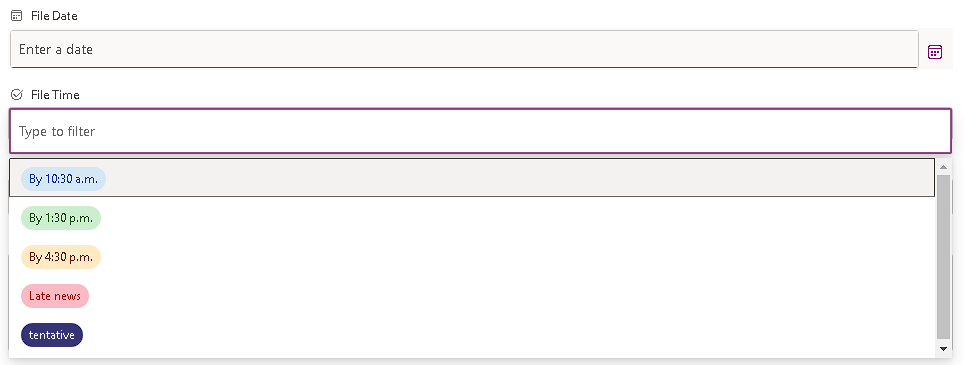 File Date
Enter a date
File Time
Type to filter
By 10:30 a.m.
By 1:30 p.m.
By 4:30 p.m.
Late news
tentative